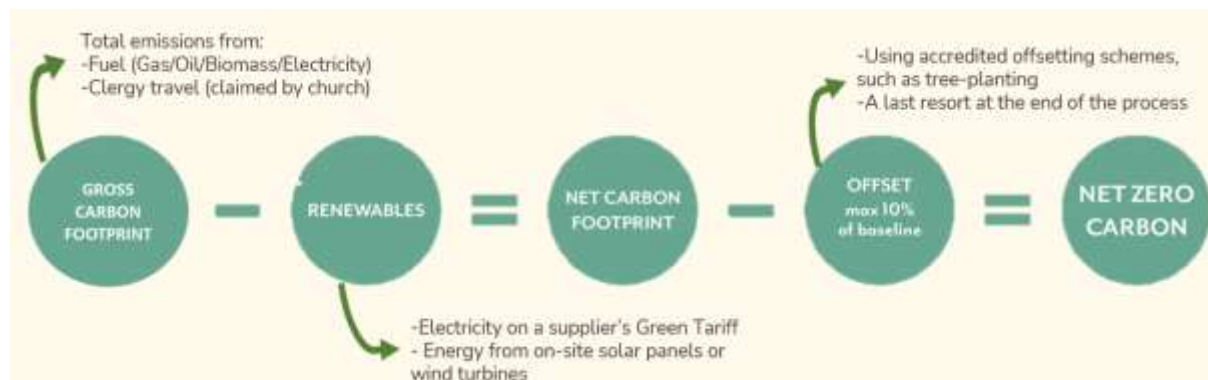 Total emissions from:
-Fuel (Gas/Oil/Biomass/Electricity)
-Clergy travel (claimed by church)
-Using accredited offsetting schemes,
such as tree-planting
-A last resort at the end of the process
GROSS
CARBON
FOOTPRINT
RENEWABLES
NET CARBON
FOOTPRINT
OFFSET
max 10%
of baseline
NET ZERO
CARBON
-Electricity on a supplier's Green Tariff
- Energy from on-site solar panels or
wind turbines